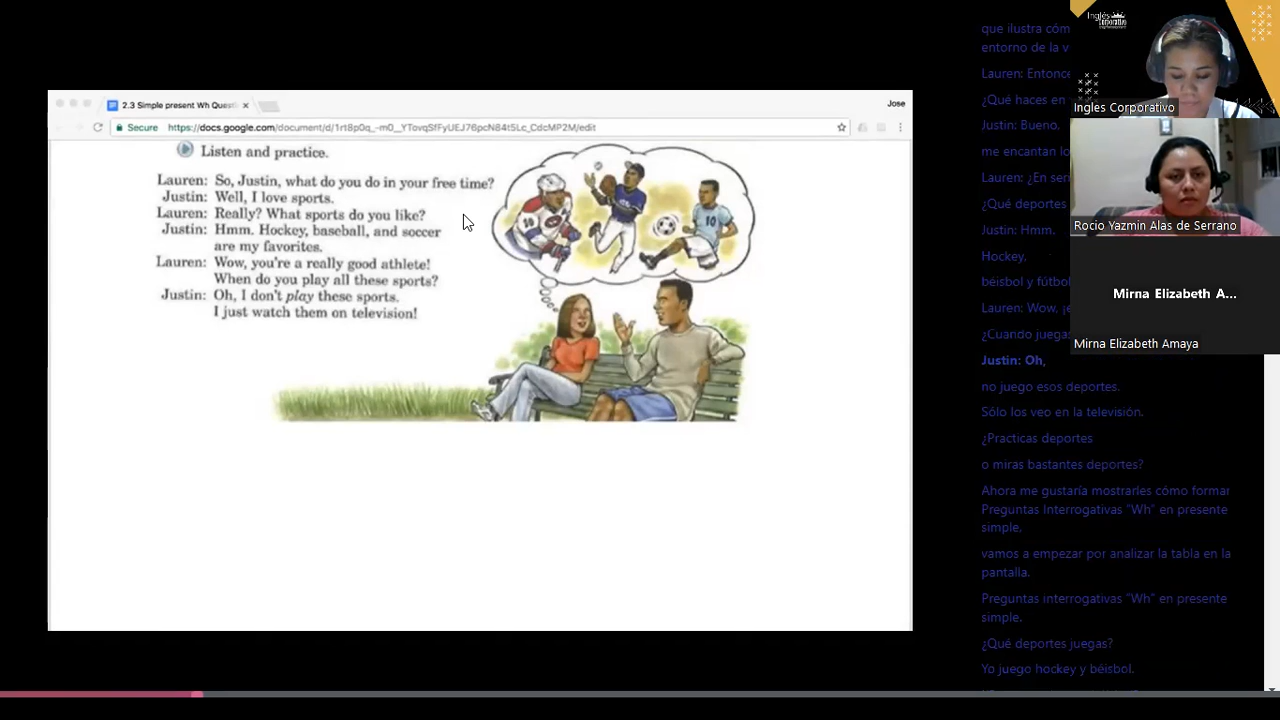 2.3 Simple present Wh Quest
Jose
Secure
https://docs.google.com/document/d/1rt8p0q_-m0__YTovqSfFyUEJ76pcN84t5Lc_CdcMP2M/edit
Listen and practice.
Lauren: So, Justin, what do you do in your free time?
Justin: Well, I love sports.
Lauren: Really? What sports do you like?
Justin: Hmm. Hockey, baseball, and soccer
are my favorites.
Lauren: Wow, you're a really good athlete!
When do you play all these sports?
Justin: Oh, I don't play these sports.
I just watch them on television!
10
10
que ilustra cóm
entorno de la v
Lauren: Entonce
¿Qué haces en
Justin: Bueno,
me encantan lo
Lauren: ¿En ser
¿Qué deportes
Justin: Hmm.
Hockey,
béisbol y fútbo
Lauren: Wow, ¡e
¿Cuando juega
Justin: Oh,
no juego esos deportes.
Sólo los veo en la televisión.
¿Practicas deportes
o miras bastantes deportes?
Ahora me gustaría mostrarles cómo formar
Preguntas Interrogativas "Wh" en presente
simple,
vamos a empezar por analizar la tabla en la
pantalla.
Preguntas interrogativas "Wh" en presente
simple.
¿Qué deportes juegas?
Yo juego hockey y béisbol.
Inglés
Corporativo
Ingles Corporativo
Rocio Yazmin Alas de Serrano
Mirna Elizabeth A...
Mirna Elizabeth Amaya